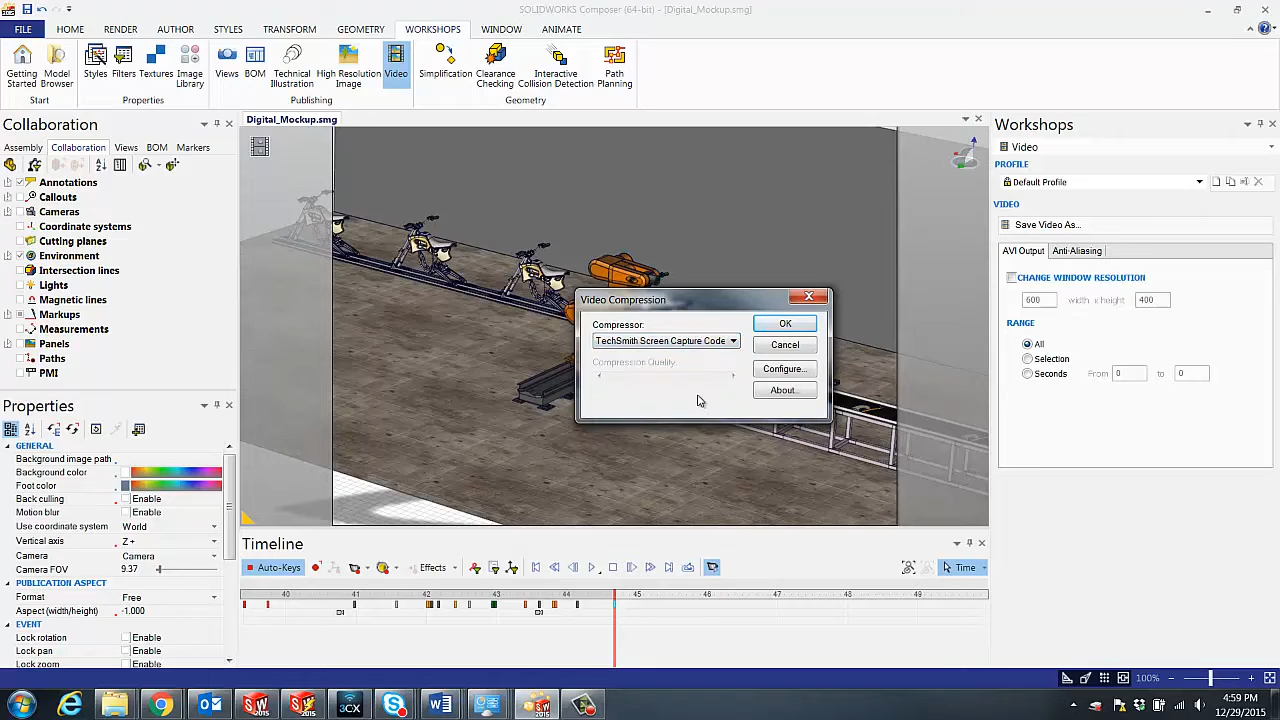 SOLIDWORKS Composer (64-bit) - [Digital_Mockup.smg]
FILE HOME RENDER AUTHOR STYLES TRANSFORM GEOMETRY WORKSHOPS WINDOW ANIMATE
Getting Started Model Browser Styles Filters Textures Image Library Views BOM Technical Illustration High Resolution Image Video Simplification Clearance Checking Interactive Collision Detection Path Planning
Start Properties Publishing Geometry
Collaboration
Assembly Collaboration Views BOM Markers
Annotations
Callouts
Cameras
Coordinate systems
Cutting planes
Environment
Intersection lines
Lights
Magnetic lines
Markups
Measurements
Panels
Paths
PMI
Properties
GENERAL
Background image path
Background color
Foot color
Back culling Enable
Motion blur Enable
Use coordinate system World
Vertical axis Z+
Camera Camera
Camera FOV 9.37
PUBLICATION ASPECT
Format Free
Aspect (width/height) -1.000
EVENT
Lock rotation Enable
Lock pan Enable
Lock zoom Enable
Digital_Mockup.smg
Video Compression
Compressor:
TechSmith Screen Capture Code
Compression Quality:
OK
Cancel
Configure...
About...
Timeline
Auto-Keys Effects Time
40 41 42 43 44 45 46 47 48 49
Workshops
Video
PROFILE
Default Profile
VIDEO
Save Video As...
AVI Output Anti-Aliasing
CHANGE WINDOW RESOLUTION
600 width x height 400
RANGE
All
Selection
Seconds From 0 to 0
100%
SW 2015 SW 2015 3CX W 2015
4:59 PM
12/29/2015